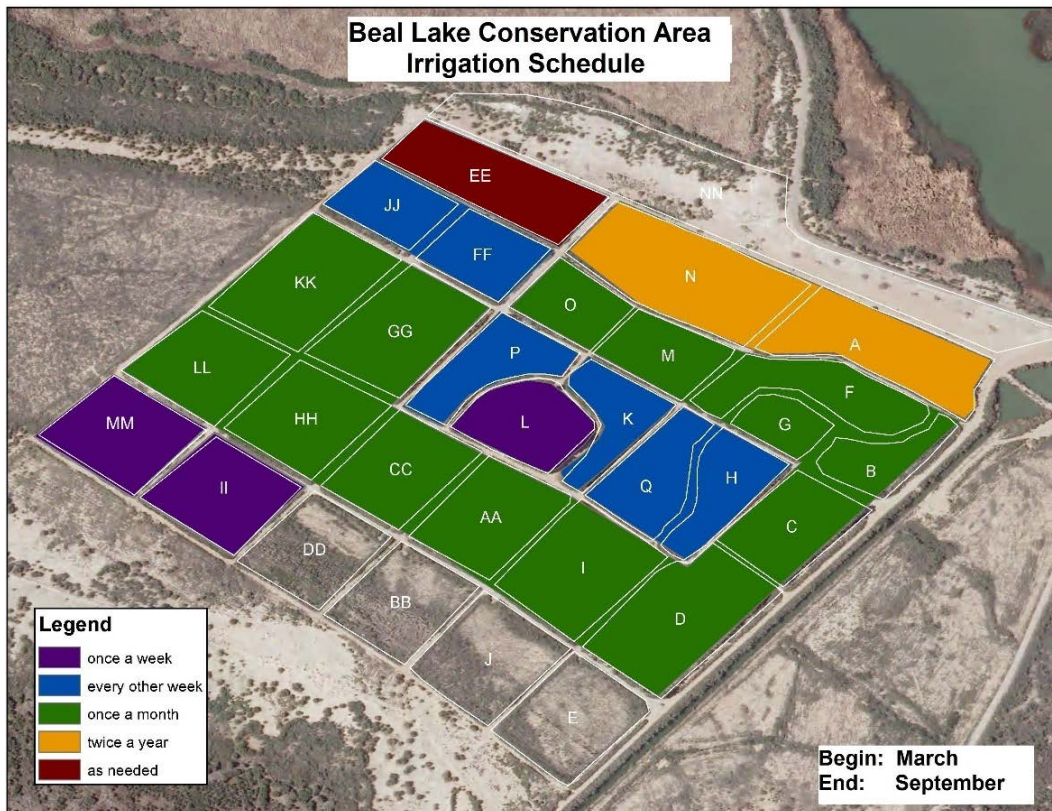 Beal Lake Conservation Area
Irrigation Schedule
EE
NN
JJ
FF
N
KK
O
GG
A
P
M
LL
F
MM
HH
L
K
G
II
CC
Q
H
B
AA
C
DD
I
BB
D
J
E
Legend
once a week
every other week
once a month
twice a year
as needed
Begin: March
End: September